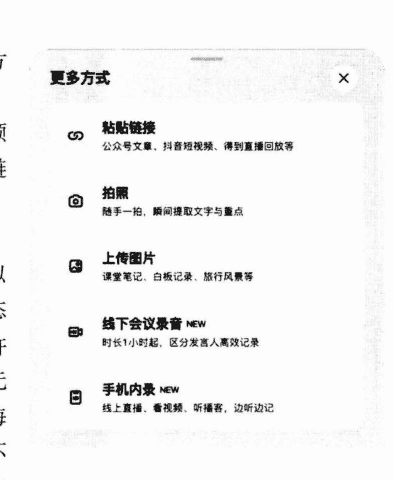 更多方式
粘贴链接
公众号文章、抖音短视频、得到直播回放等
拍照
随手一拍，瞬间提取文字与重点
上传图片
课堂笔记、白板记录、旅行风景等
线下会议录音 NEW
时长1小时起，区分发言人高效记录
手机内录 NEW
线上直播、看视频、听播客，边听边记